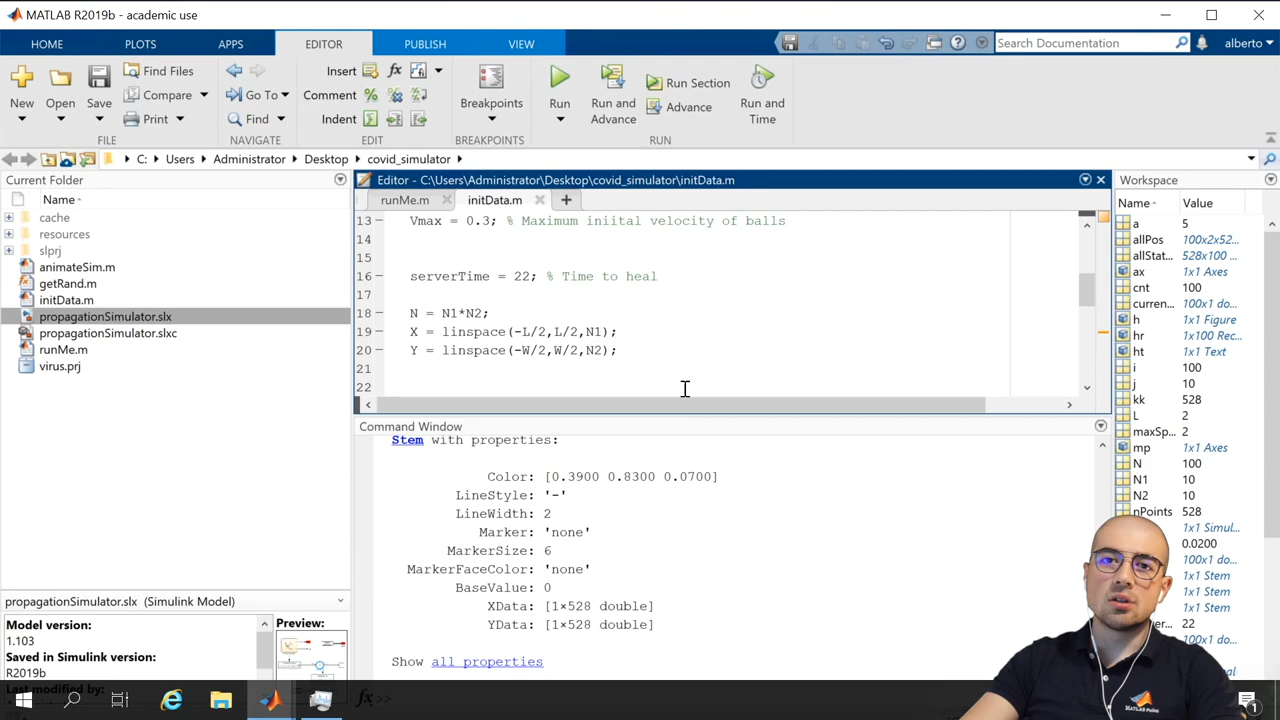 MATLAB R2019b - academic use
HOME PLOTS APPS EDITOR PUBLISH VIEW Search Documentation alberto
New Open Save Find Files Compare Print Go To Find Insert fx Comment Indent Breakpoints Run Run and Advance Run Section Advance Run and Time
FILE NAVIGATE EDIT BREAKPOINTS RUN
C: Users Administrator Desktop covid_simulator
Current Folder
Name
cache
resources
slprj
animateSim.m
getRand.m
initData.m
propagationSimulator.slx
propagationSimulator.slxc
runMe.m
virus.prj
propagationSimulator.slx (Simulink Model)
Model version:
1.103
Saved in Simulink version:
R2019b
Last modified by:
Preview:
Editor - C:\Users\Administrator\Desktop\covid_simulator\initData.m
runMe.m initData.m
13 Vmax = 0.3; % Maximum iniital velocity of balls
14
15
16 serverTime = 22; % Time to heal
17
18 N = N1*N2;
19 X = linspace(-L/2,L/2,N1);
20 Y = linspace(-W/2,W/2,N2);
21
22
Command Window
Stem with properties:
Color: [0.3900 0.8300 0.0700]
LineStyle: '-'
LineWidth: 2
Marker: 'none'
MarkerSize: 6
MarkerFaceColor: 'none'
BaseValue: 0
XData: [1×528 double]
YData: [1×528 double]
Show all properties
fx >>
Workspace
Name Value
a 5
allPos 100x2x52...
allStat... 528x100 ...
ax 1x1 Axes
cnt 100
curren... 100x1 do...
h 1x1 Figure
hr 1x100 Rec...
ht 1x1 Text
i 100
j 10
kk 528
L 2
maxSp... 2
mp 1x1 Axes
N 100
N1 10
N2 10
nPoints 528
1x1 Simul...
0.0200
100x1 do...
1x1 Stem
1x1 Stem
1x1 Stem
22
100x1 do...
MATLAB Point
1